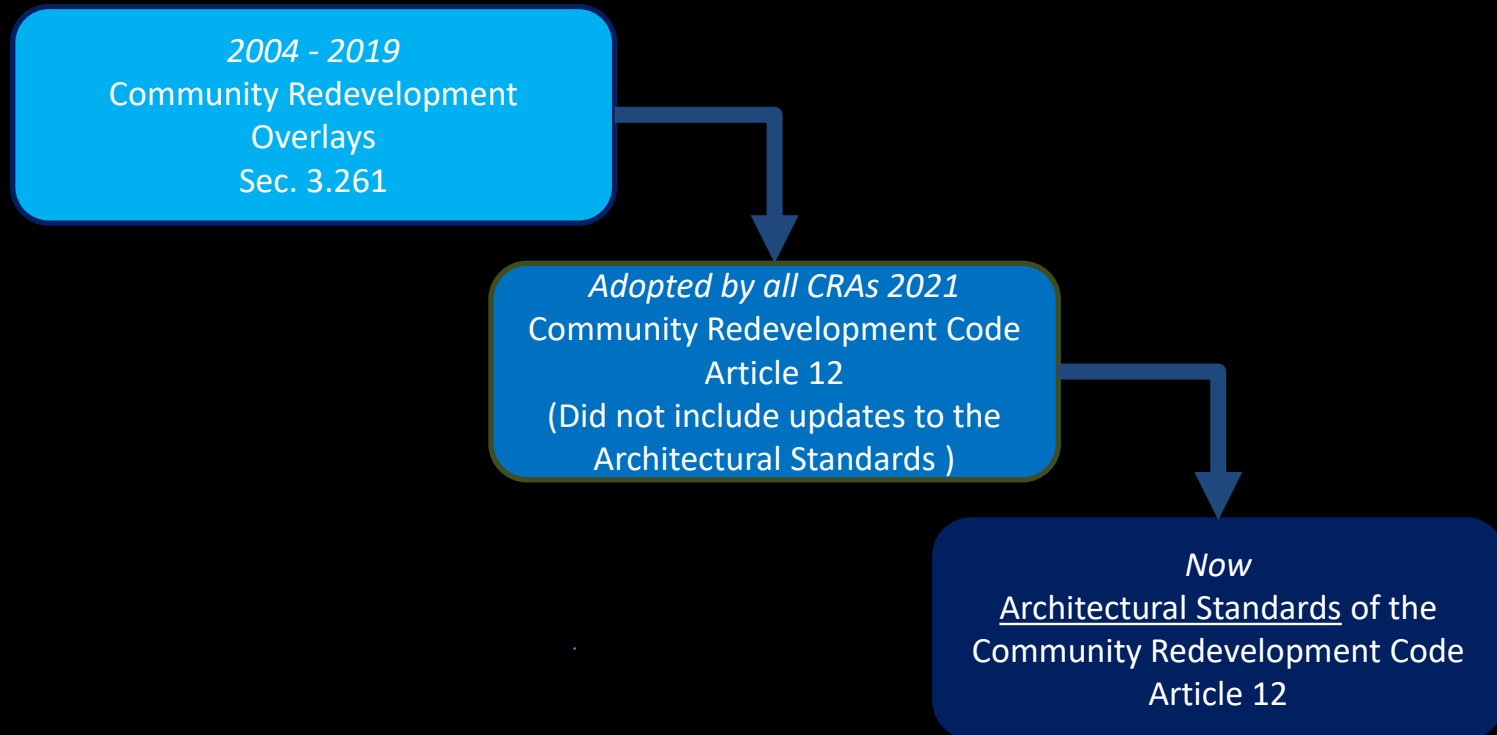 2004 - 2019
Community Redevelopment
Overlays
Sec. 3.261
Adopted by all CRAs 2021
Community Redevelopment Code
Article 12
(Did not include updates to the
Architectural Standards )
Now
Architectural Standards of the
Community Redevelopment Code
Article 12